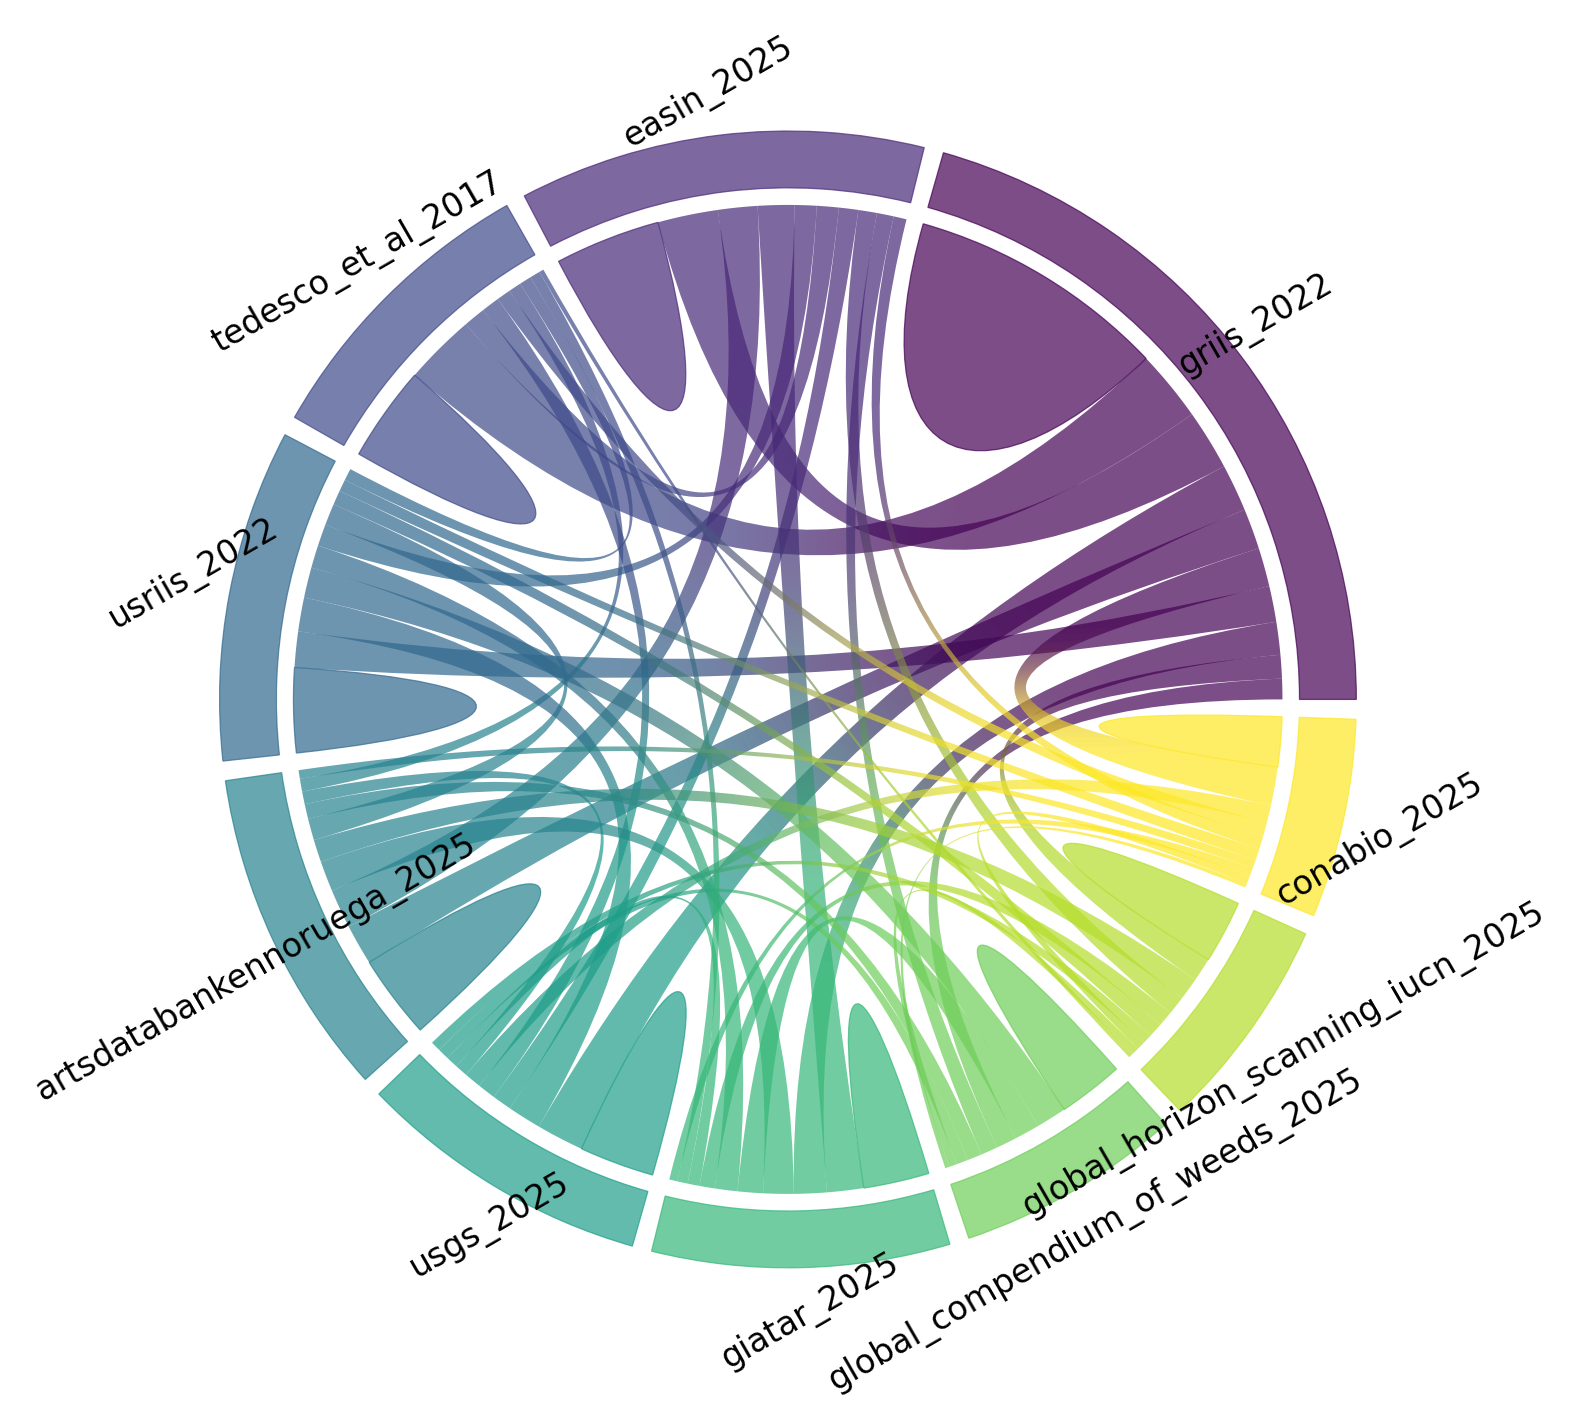 easin_2025
tedesco_et_al_2017
griis_2022
usriis_2022
conabio_2025
artsdatabankennoruega_2025
global_horizon_scanning_iucn_2025
global_compendium_of_weeds_2025
usgs_2025
giatar_2025